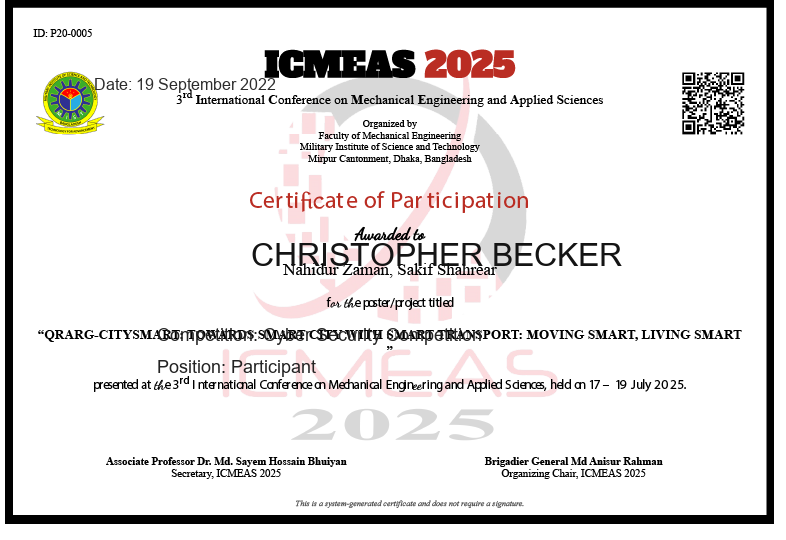 ID: P20-0005
ICMEAS 2025
Date: 19 September 2022
3rd International Conference on Mechanical Engineering and Applied Sciences
Organized by
Faculty of Mechanical Engineering
Military Institute of Science and Technology
Mirpur Cantonment, Dhaka, Bangladesh
Certificate of Participation
Awarded to
CHRISTOPHER BECKER
Nahidur Zaman, Sakif Shahrear
for the poster/project titled
“QRARG-CITYSMART: TOWARDS SMART CITY WITH SMART TRANSPORT: MOVING SMART, LIVING SMART
”
Competition: Cyber Security Competition
Position: Participant
ICMEAS
presented at the 3rd International Conference on Mechanical Engineering and Applied Sciences, held on 17 – 19 July 2025.
2025
Associate Professor Dr. Md. Sayem Hossain Bhuiyan
Secretary, ICMEAS 2025
Brigadier General Md Anisur Rahman
Organizing Chair, ICMEAS 2025
This is a system-generated certificate and does not require a signature.